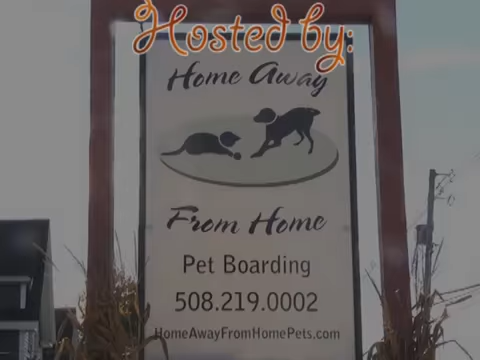 Hosted by:
Home Away
From Home
Pet Boarding
508.219.0002
HomeAwayFromHomePets.com